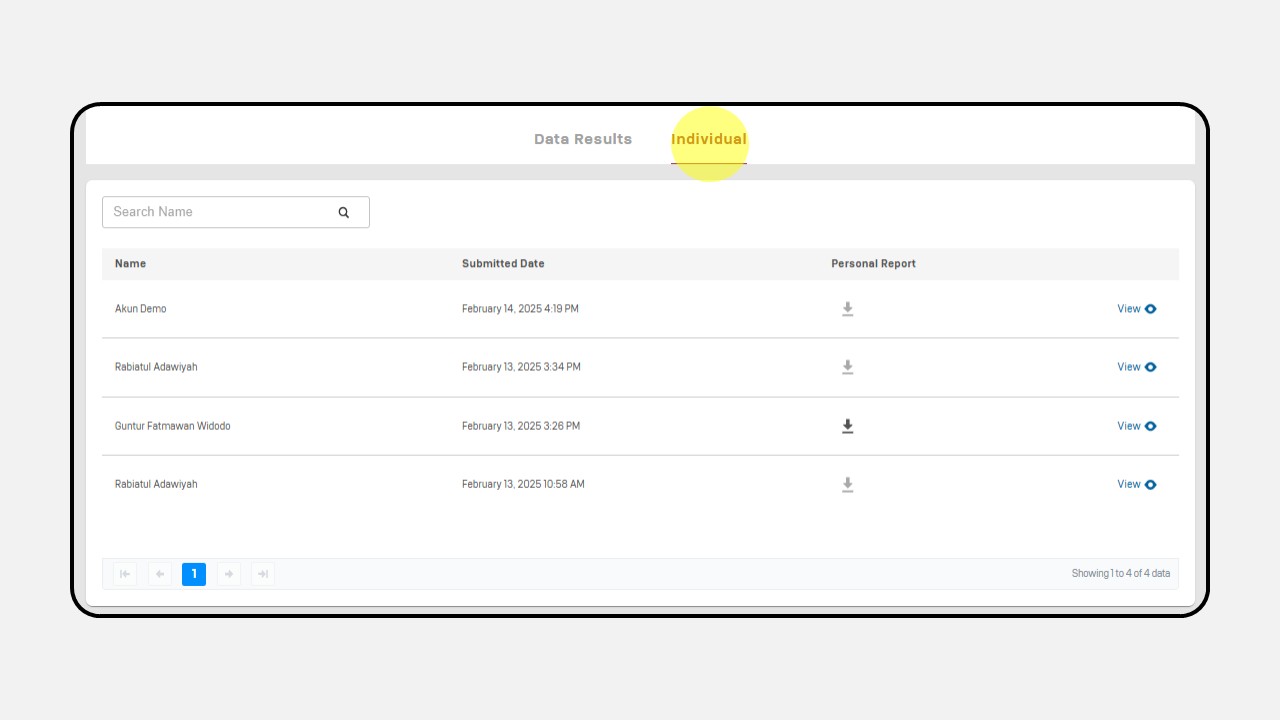 Data Results Individual
Search Name
Name Submitted Date Personal Report
Akun Demo February 14, 2025 4:19 PM View
Rabiatul Adawiyah February 13, 2025 3:34 PM View
Guntur Fatmawan Widodo February 13, 2025 3:26 PM View
Rabiatul Adawiyah February 13, 2025 10:58 AM View
1 Showing 1 to 4 of 4 data